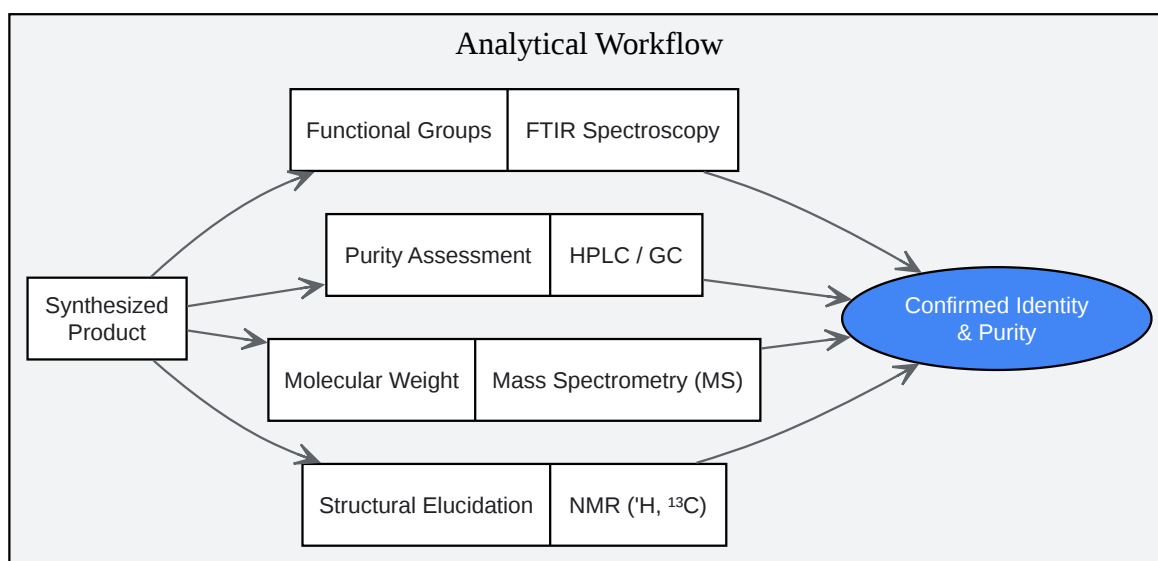 Analytical Workflow
Functional Groups
FTIR Spectroscopy
Purity Assessment
HPLC / GC
Synthesized
Product
Confirmed Identity
& Purity
Molecular Weight
Mass Spectrometry (MS)
Structural Elucidation
NMR ('H, ¹³C)